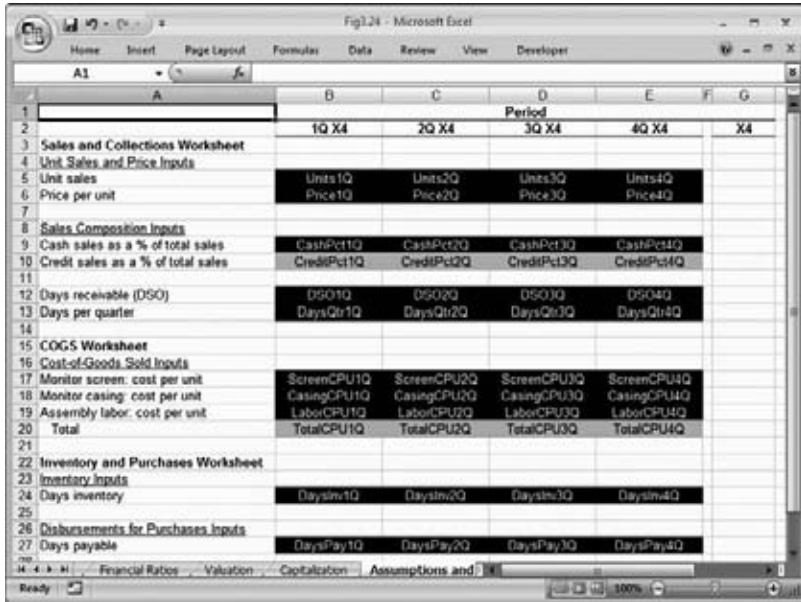 Fig3.24 - Microsoft Excel
Home Insert Page Layout Formulas Data Review View Developer
A1 fx
A B C D E F G
1 Period
2 1Q X4 2Q X4 3Q X4 4Q X4 X4
3 Sales and Collections Worksheet
4 Unit Sales and Price Inputs
5 Unit sales Units1Q Units2Q Units3Q Units4Q
6 Price per unit Price1Q Price2Q Price3Q Price4Q
7
8 Sales Composition Inputs
9 Cash sales as a % of total sales CashPct1Q CashPct2Q CashPct3Q CashPct4Q
10 Credit sales as a % of total sales CreditPct1Q CreditPct2Q CreditPct3Q CreditPct4Q
11
12 Days receivable (DSO) DSO1Q DSO2Q DSO3Q DSO4Q
13 Days per quarter DaysQtr1Q DaysQtr2Q DaysQtr3Q DaysQtr4Q
14
15 COGS Worksheet
16 Cost-of-Goods Sold Inputs
17 Monitor screen: cost per unit ScreenCPU1Q ScreenCPU2Q ScreenCPU3Q ScreenCPU4Q
18 Monitor casing: cost per unit CasingCPU1Q CasingCPU2Q CasingCPU3Q CasingCPU4Q
19 Assembly labor: cost per unit LaborCPU1Q LaborCPU2Q LaborCPU3Q LaborCPU4Q
20 Total TotalCPU1Q TotalCPU2Q TotalCPU3Q TotalCPU4Q
21
22 Inventory and Purchases Worksheet
23 Inventory Inputs
24 Days inventory DaysInv1Q DaysInv2Q DaysInv3Q DaysInv4Q
25
26 Disbursements for Purchases Inputs
27 Days payable DaysPay1Q DaysPay2Q DaysPay3Q DaysPay4Q
Financial Ratios Valuation Capitalization Assumptions and
Ready 100%